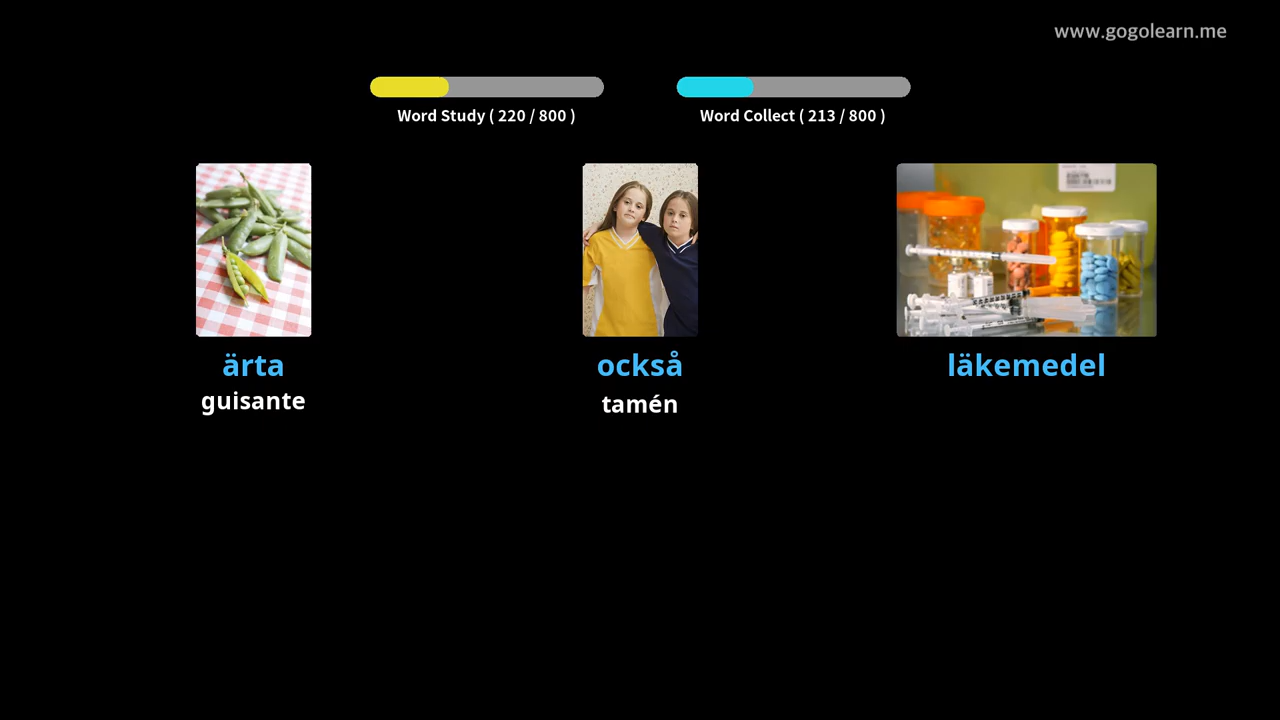 www.gogolearn.me
Word Study ( 220 / 800 )
Word Collect ( 213 / 800 )
ärta
guisante
också
tamén
läkemedel